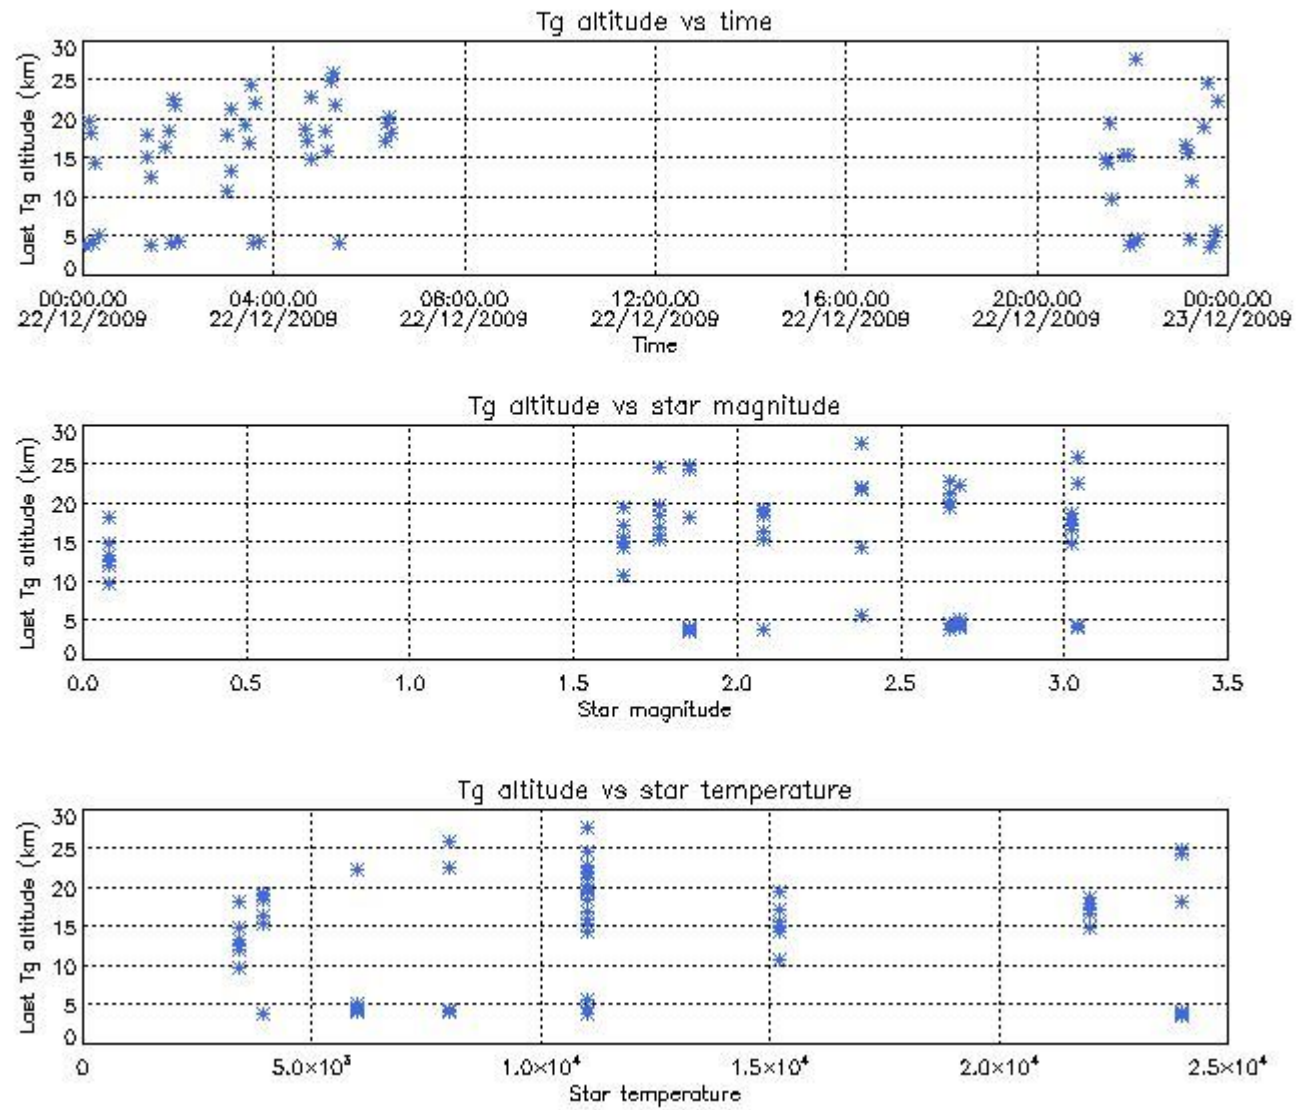 Tg altitude vs time
Last Tg altitude (km)
30
25
20
15
10
5
0
00:00.00 04:00.00 08:00.00 12:00.00 16:00.00 20:00.00 00:00.00
22/12/2009 22/12/2009 22/12/2009 22/12/2009 22/12/2009 22/12/2009 23/12/2009
Time
Tg altitude vs star magnitude
Last Tg altitude (km)
30
25
20
15
10
5
0
0.0 0.5 1.0 1.5 2.0 2.5 3.0 3.5
Star magnitude
Tg altitude vs star temperature
Last Tg altitude (km)
30
25
20
15
10
5
0
0 5.0×10³ 1.0×10⁴ 1.5×10⁴ 2.0×10⁴ 2.5×10⁴
Star temperature